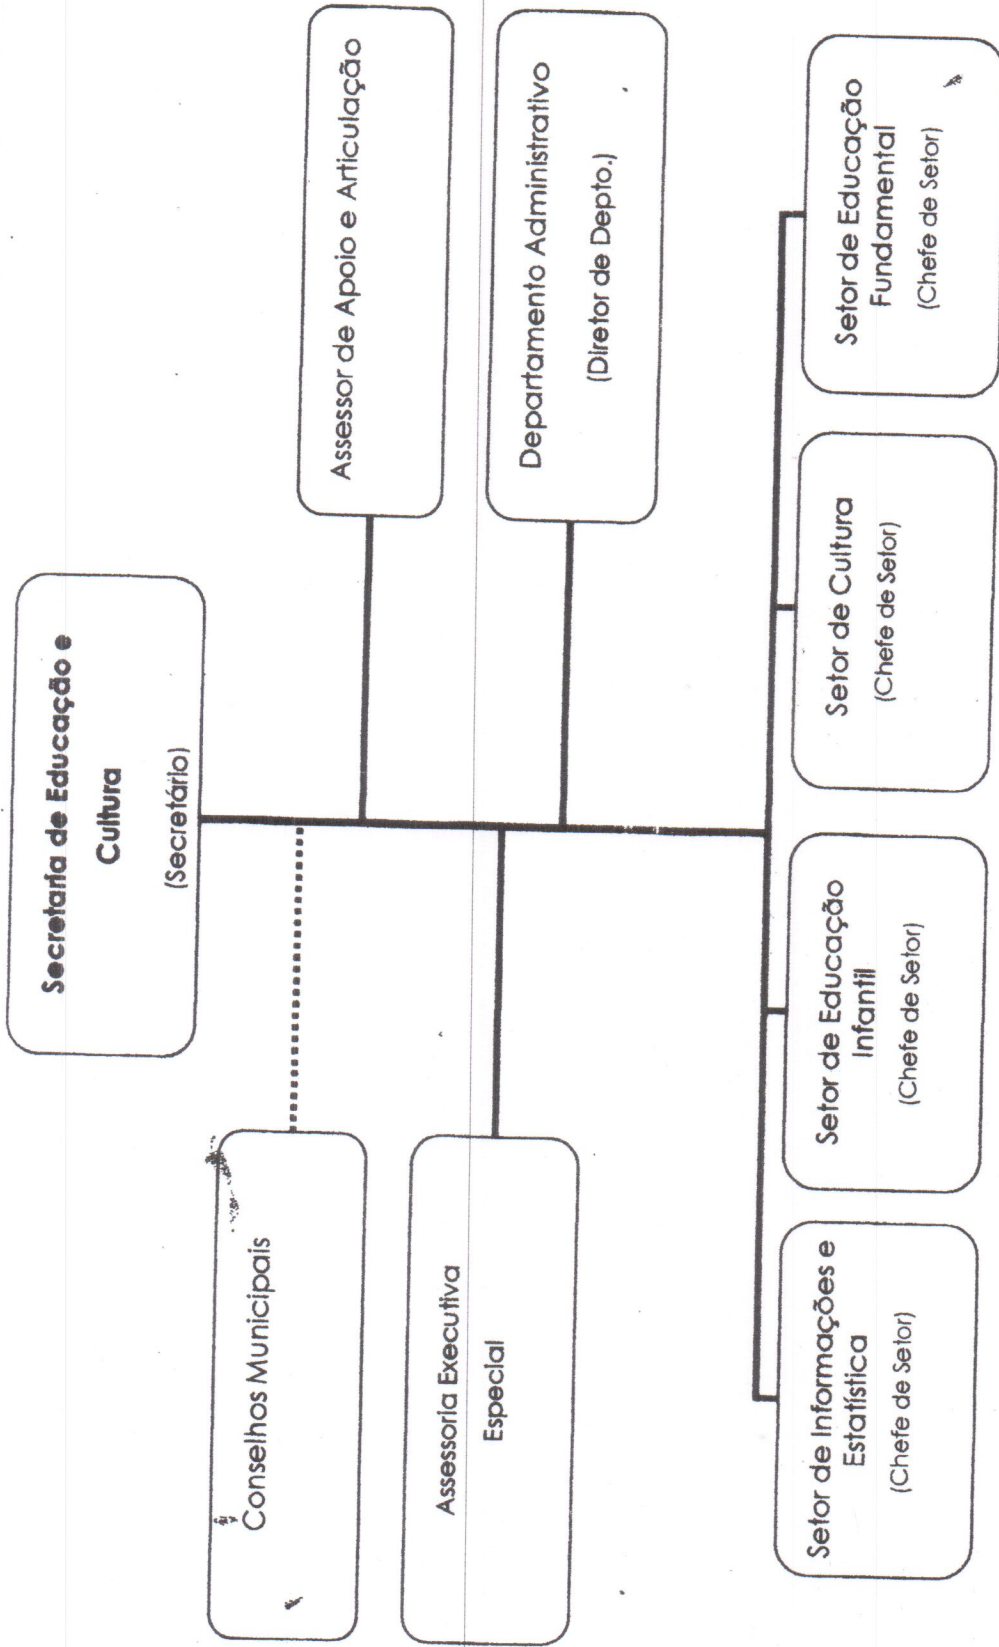 Secretaria de Educação e
Cultura
(Secretário)
Conselhos Municipais
Assessor de Apoio e Articulação
Assessoria Executiva
Especial
Departamento Administrativo
(Diretor de Depto.)
Setor de Informações e
Estatística
(Chefe de Setor)
Setor de Educação
Infantil
(Chefe de Setor)
Setor de Cultura
(Chefe de Setor)
Setor de Educação
Fundamental
(Chefe de Setor)